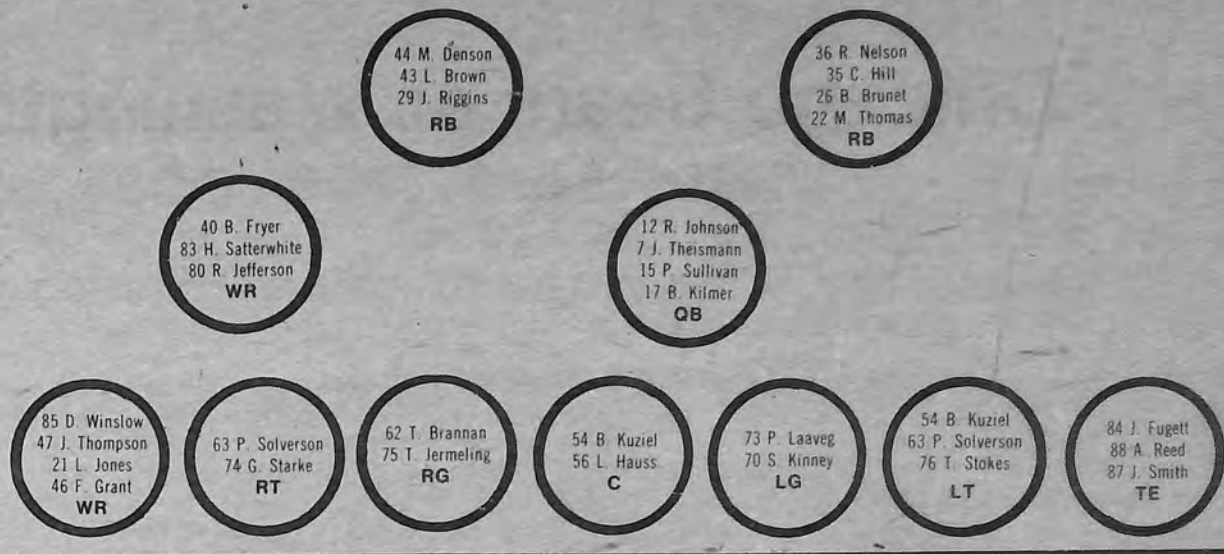 44 M. Denson
43 L. Brown
29 J. Riggins
RB
36 R. Nelson
35 C. Hill
26 B. Brunet
22 M. Thomas
RB
40 B. Fryer
83 H. Satterwhite
80 R. Jefferson
WR
12 R. Johnson
7 J. Theismann
15 P. Sullivan
17 B. Kilmer
QB
85 D. Winslow
47 J. Thompson
21 L. Jones
46 F. Grant
WR
63 P. Solverson
74 G. Starke
RT
62 T. Brannan
75 T. Jermeling
RG
54 B. Kuziel
56 L. Hauss
C
73 P. Laaveg
70 S. Kinney
LG
54 B. Kuziel
63 P. Solverson
76 T. Stokes
LT
84 J. Fugett
88 A. Reed
87 J. Smith
TE